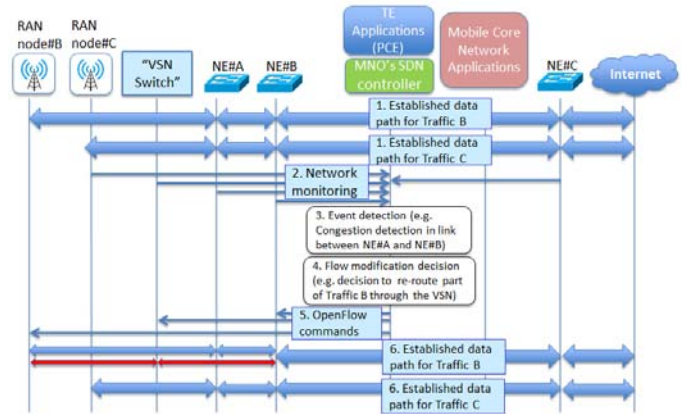 RAN
node#B
RAN
node#C
"VSN
Switch"
NE#A
NE#B
TE
Applications
(PCE)
MNO's SDN
controller
Mobile Core
Network
Applications
NE#C
Internet
1. Established data
path for Traffic B
1. Established data
path for Traffic C
2. Network
monitoring
3. Event detection (e.g.
Congestion detection in link
between NE#A and NE#B)
4. Flow modification decision
(e.g. decision to re-route part
of Traffic B through the VSN)
5. OpenFlow
commands
6. Established data
path for Traffic B
6. Established data
path for Traffic C